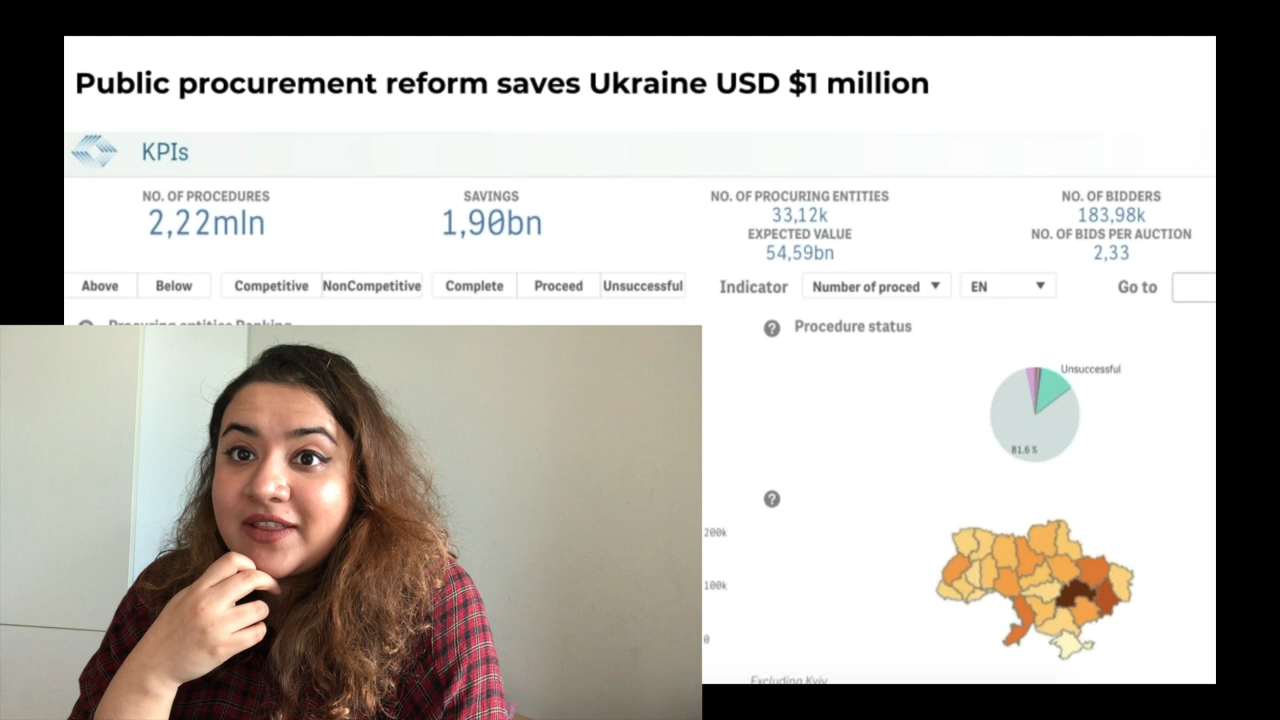 Public procurement reform saves Ukraine USD $1 million
KPIs
NO. OF PROCEDURES
2,22mln
SAVINGS
1,90bn
NO. OF PROCURING ENTITIES
33,12k
EXPECTED VALUE
54,59bn
NO. OF BIDDERS
183,98k
NO. OF BIDS PER AUCTION
2,33
Above Below Competitive NonCompetitive Complete Proceed Unsuccessful Indicator Number of proced EN Go to
Procuring entities Ranking
? Procedure status
Unsuccessful
81.6 %
?
200k
100k
0
Excluding Kyiv